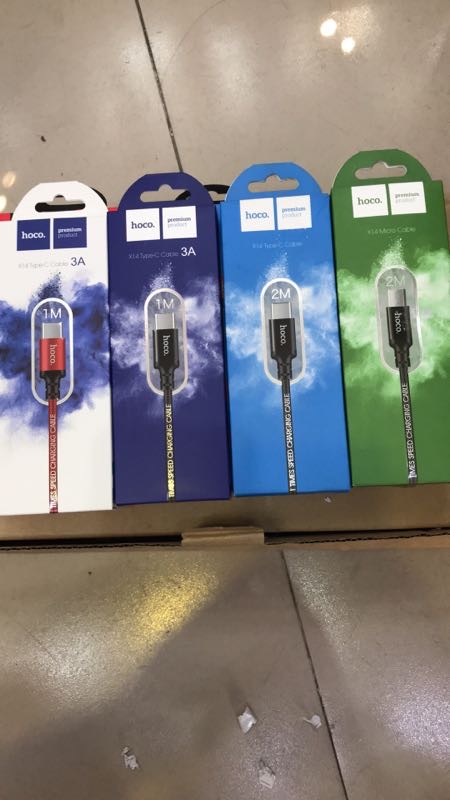 hoco.
premium
product
X14 Type-C Cable 3A
1M
hoco.
TIMES SPEED CHARGING CABLE
hoco.
premium
product
X14 Type-C Cable 3A
1M
hoco.
TIMES SPEED CHARGING CABLE
hoco.
premium
product
X14 Type-C Cable
2M
hoco.
TIMES SPEED CHARGING CABLE
hoco.
premium
product
X14 Micro Cable
2M
hoco.
TIMES SPEED CHARGING CABLE